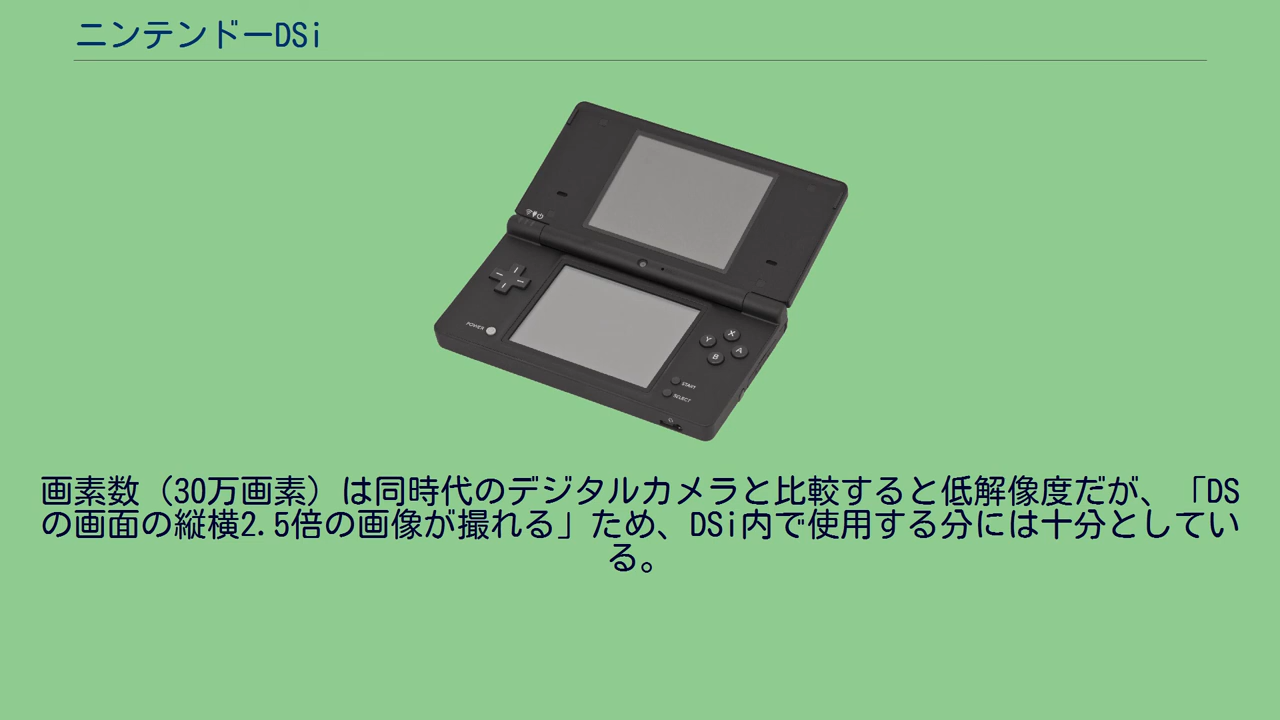 ニンテンドーDSi
POWER
X
Y
A
B
START
SELECT
画素数（30万画素）は同時代のデジタルカメラと比較すると低解像度だが、「DS
の画面の縦横2.5倍の画像が撮れる」ため、DSi内で使用する分には十分としてい
る。